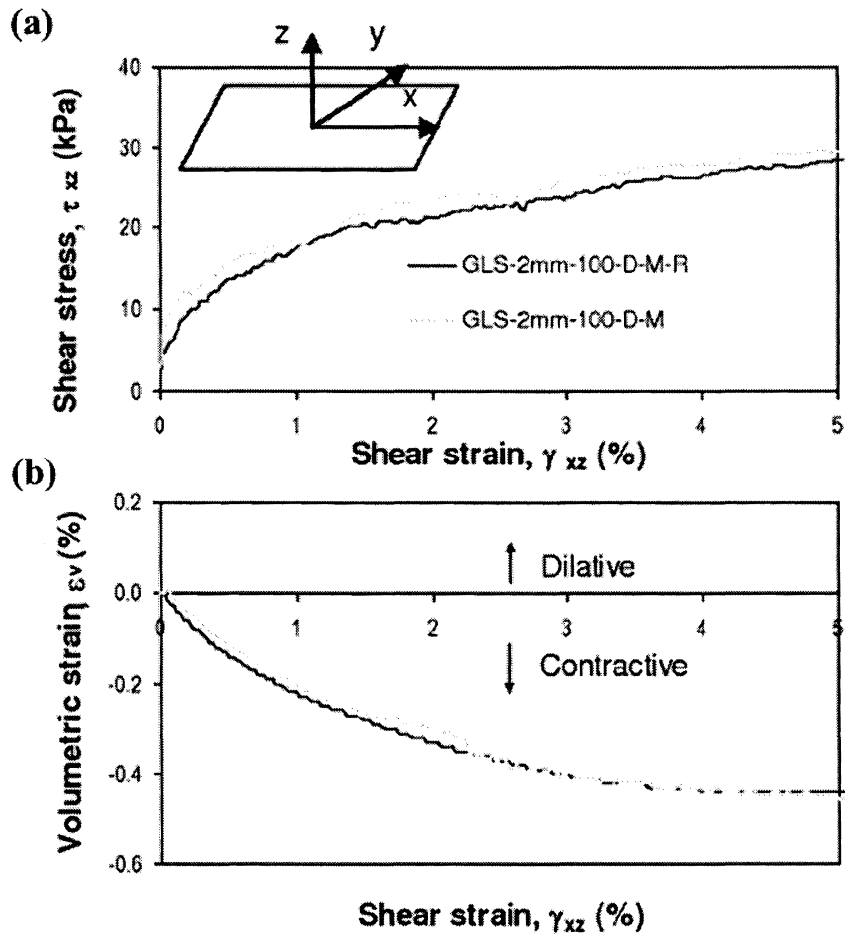 (a)
z
y
x
40
30
20
10
0
Shear stress, τ xz (kPa)
GLS-2mm-100-D-M-R
GLS-2mm-100-D-M
0 1 2 3 4 5
Shear strain, γ xz (%)
(b)
0.2
0.0
-0.2
-0.4
-0.6
Volumetric strain, εv (%)
Dilative
0 1 2 3 4 5
Contractive
Shear strain, γxz (%)